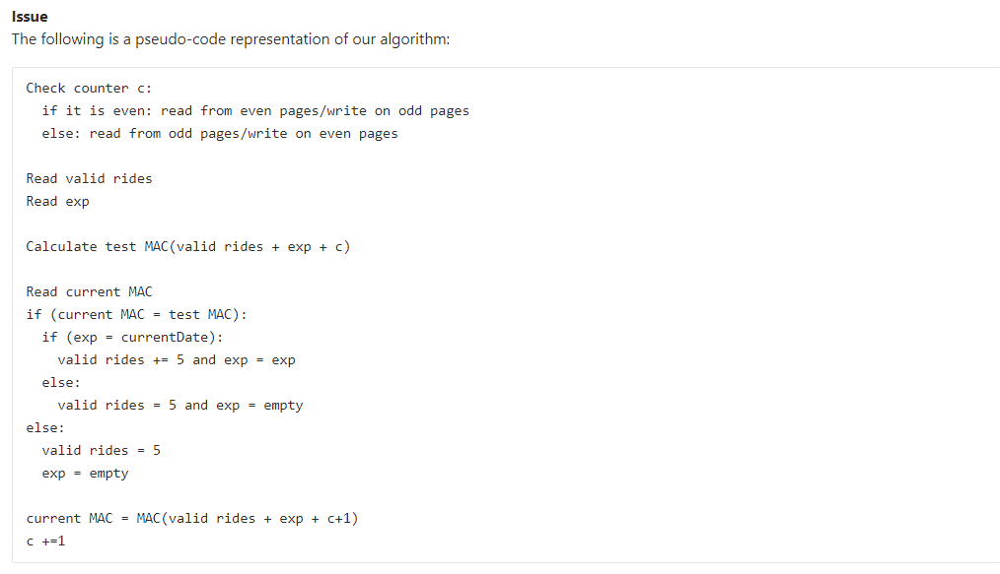 Issue
The following is a pseudo-code representation of our algorithm:
Check counter c:
if it is even: read from even pages/write on odd pages
else: read from odd pages/write on even pages
Read valid rides
Read exp
Calculate test MAC(valid rides + exp + c)
Read current MAC
if (current MAC = test MAC):
if (exp = currentDate):
valid rides += 5 and exp = exp
else:
valid rides = 5 and exp = empty
else:
valid rides = 5
exp = empty
current MAC = MAC(valid rides + exp + c+1)
c +=1